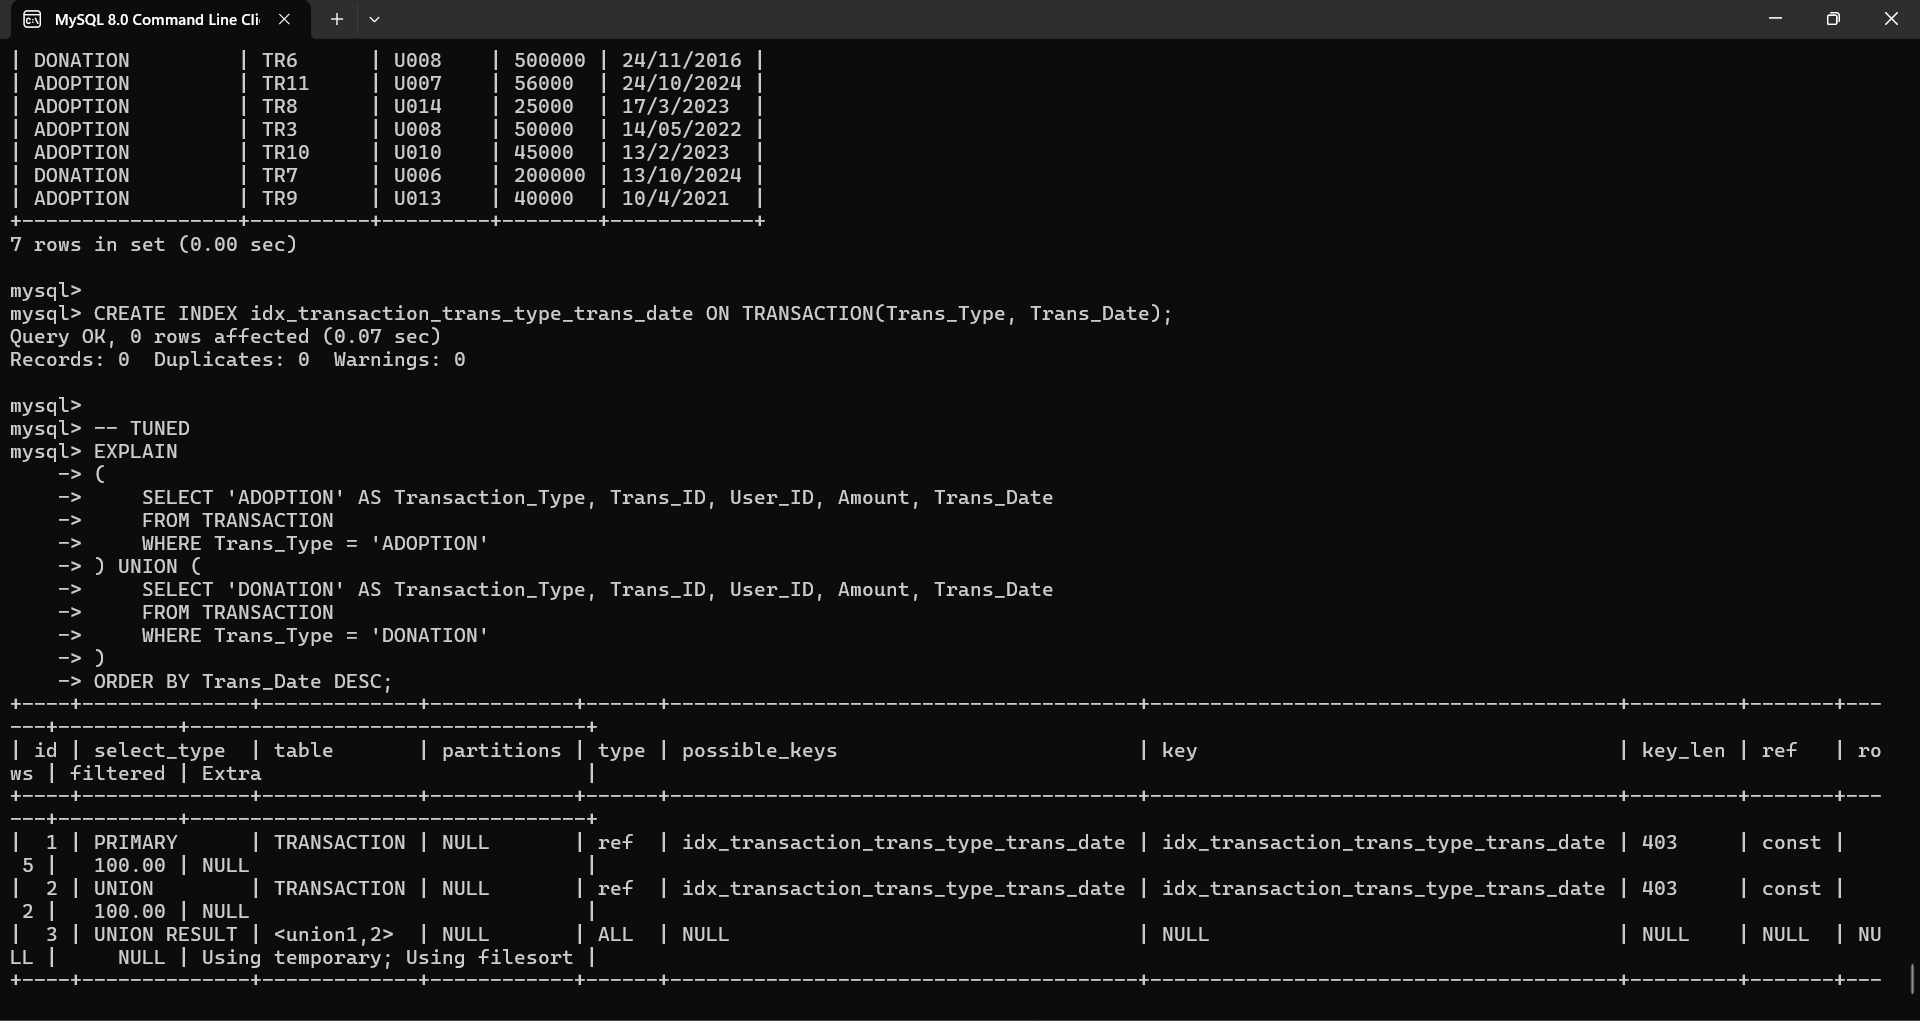 MySQL 8.0 Command Line Cli
| DONATION         | TR6      | U008    | 500000 | 24/11/2016 |
| ADOPTION         | TR11     | U007    | 56000  | 24/10/2024 |
| ADOPTION         | TR8      | U014    | 25000  | 17/3/2023  |
| ADOPTION         | TR3      | U008    | 50000  | 14/05/2022 |
| ADOPTION         | TR10     | U010    | 45000  | 13/2/2023  |
| DONATION         | TR7      | U006    | 200000 | 13/10/2024 |
| ADOPTION         | TR9      | U013    | 40000  | 10/4/2021  |
+------------------+----------+---------+--------+------------+
7 rows in set (0.00 sec)
mysql>
mysql> CREATE INDEX idx_transaction_trans_type_trans_date ON TRANSACTION(Trans_Type, Trans_Date);
Query OK, 0 rows affected (0.07 sec)
Records: 0  Duplicates: 0  Warnings: 0
mysql>
mysql> -- TUNED
mysql> EXPLAIN
    -> (
    ->     SELECT 'ADOPTION' AS Transaction_Type, Trans_ID, User_ID, Amount, Trans_Date
    ->     FROM TRANSACTION
    ->     WHERE Trans_Type = 'ADOPTION'
    -> ) UNION (
    ->     SELECT 'DONATION' AS Transaction_Type, Trans_ID, User_ID, Amount, Trans_Date
    ->     FROM TRANSACTION
    ->     WHERE Trans_Type = 'DONATION'
    -> )
    -> ORDER BY Trans_Date DESC;
+----+--------------+-------------+------------+------+---------------------------------------+---------------------------------------+---------+-------+---
---+----------+---------------------------------+
| id | select_type  | table       | partitions | type | possible_keys                         | key                                   | key_len | ref   | ro
ws | filtered | Extra                           |
+----+--------------+-------------+------------+------+---------------------------------------+---------------------------------------+---------+-------+---
---+----------+---------------------------------+
|  1 | PRIMARY      | TRANSACTION | NULL       | ref  | idx_transaction_trans_type_trans_date | idx_transaction_trans_type_trans_date | 403     | const |
 5 |   100.00 | NULL                            |
|  2 | UNION        | TRANSACTION | NULL       | ref  | idx_transaction_trans_type_trans_date | idx_transaction_trans_type_trans_date | 403     | const |
 2 |   100.00 | NULL                            |
|  3 | UNION RESULT | <union1,2>  | NULL       | ALL  | NULL                                  | NULL                                  | NULL    | NULL  | NU
LL |     NULL | Using temporary; Using filesort |
+----+--------------+-------------+------------+------+---------------------------------------+---------------------------------------+---------+-------+---